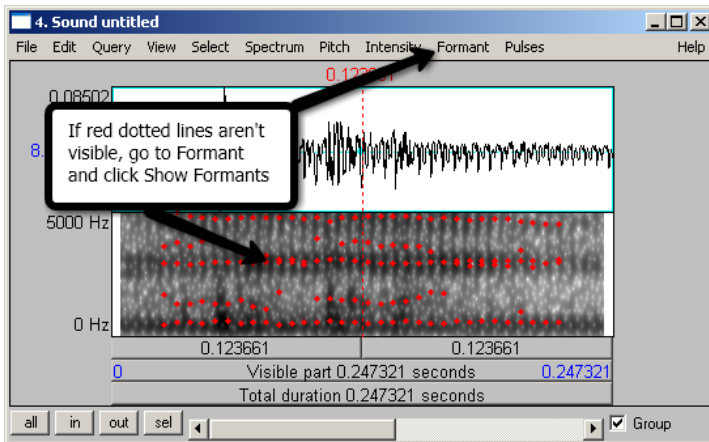 4. Sound untitled
File Edit Query View Select Spectrum Pitch Intensity Formant Pulses Help
0.08502
If red dotted lines aren't
visible, go to Formant
and click Show Formants
5000 Hz
0 Hz
0.123661 0.123661
0 Visible part 0.247321 seconds 0.247321
Total duration 0.247321 seconds
all in out sel Group